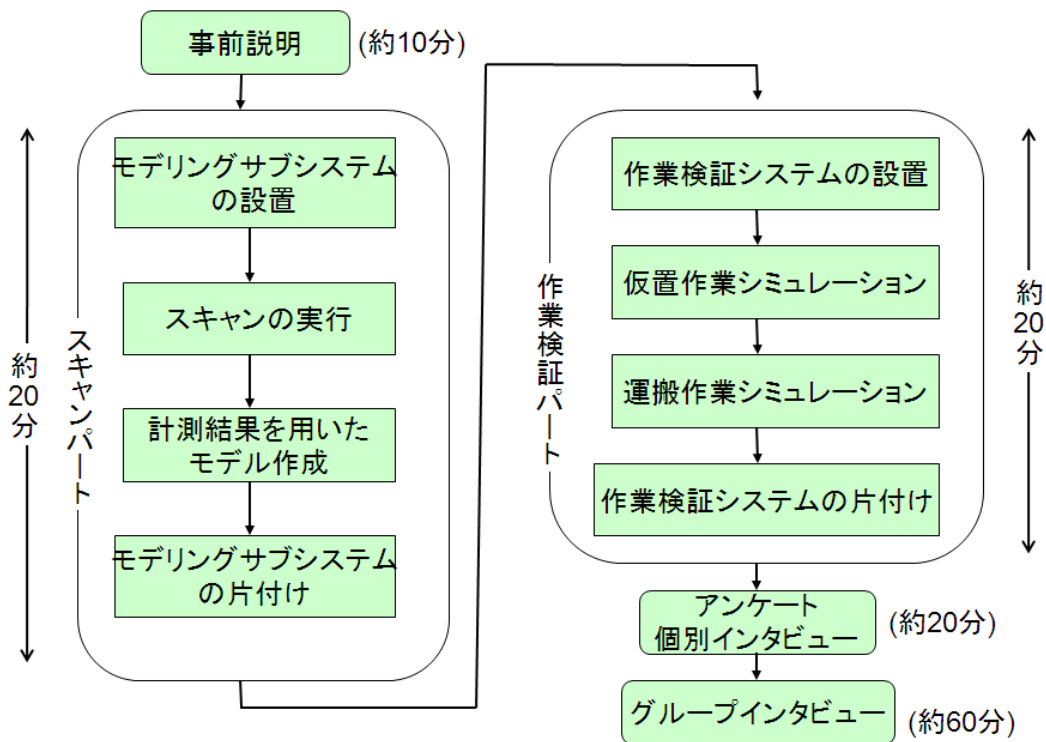 事前説明
(約10分)
モデリングサブシステム
の設置
スキャンの実行
計測結果を用いた
モデル作成
モデリングサブシステム
の片付け
スキャンパート
約20分
作業検証システムの設置
仮置作業シミュレーション
運搬作業シミュレーション
作業検証システムの片付け
作業検証パート
約20分
アンケート
個別インタビュー
(約20分)
グループインタビュー
(約60分)